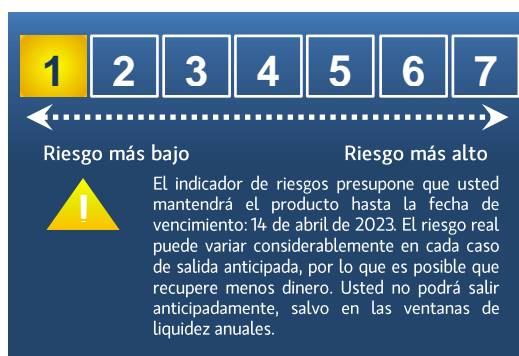 1 2 3 4 5 6 7
Riesgo más bajo Riesgo más alto
!
El indicador de riesgos presupone que usted
mantendrá el producto hasta la fecha de
vencimiento: 14 de abril de 2023. El riesgo real
puede variar considerablemente en cada caso
de salida anticipada, por lo que es posible que
recupere menos dinero. Usted no podrá salir
anticipadamente, salvo en las ventanas de
liquidez anuales.